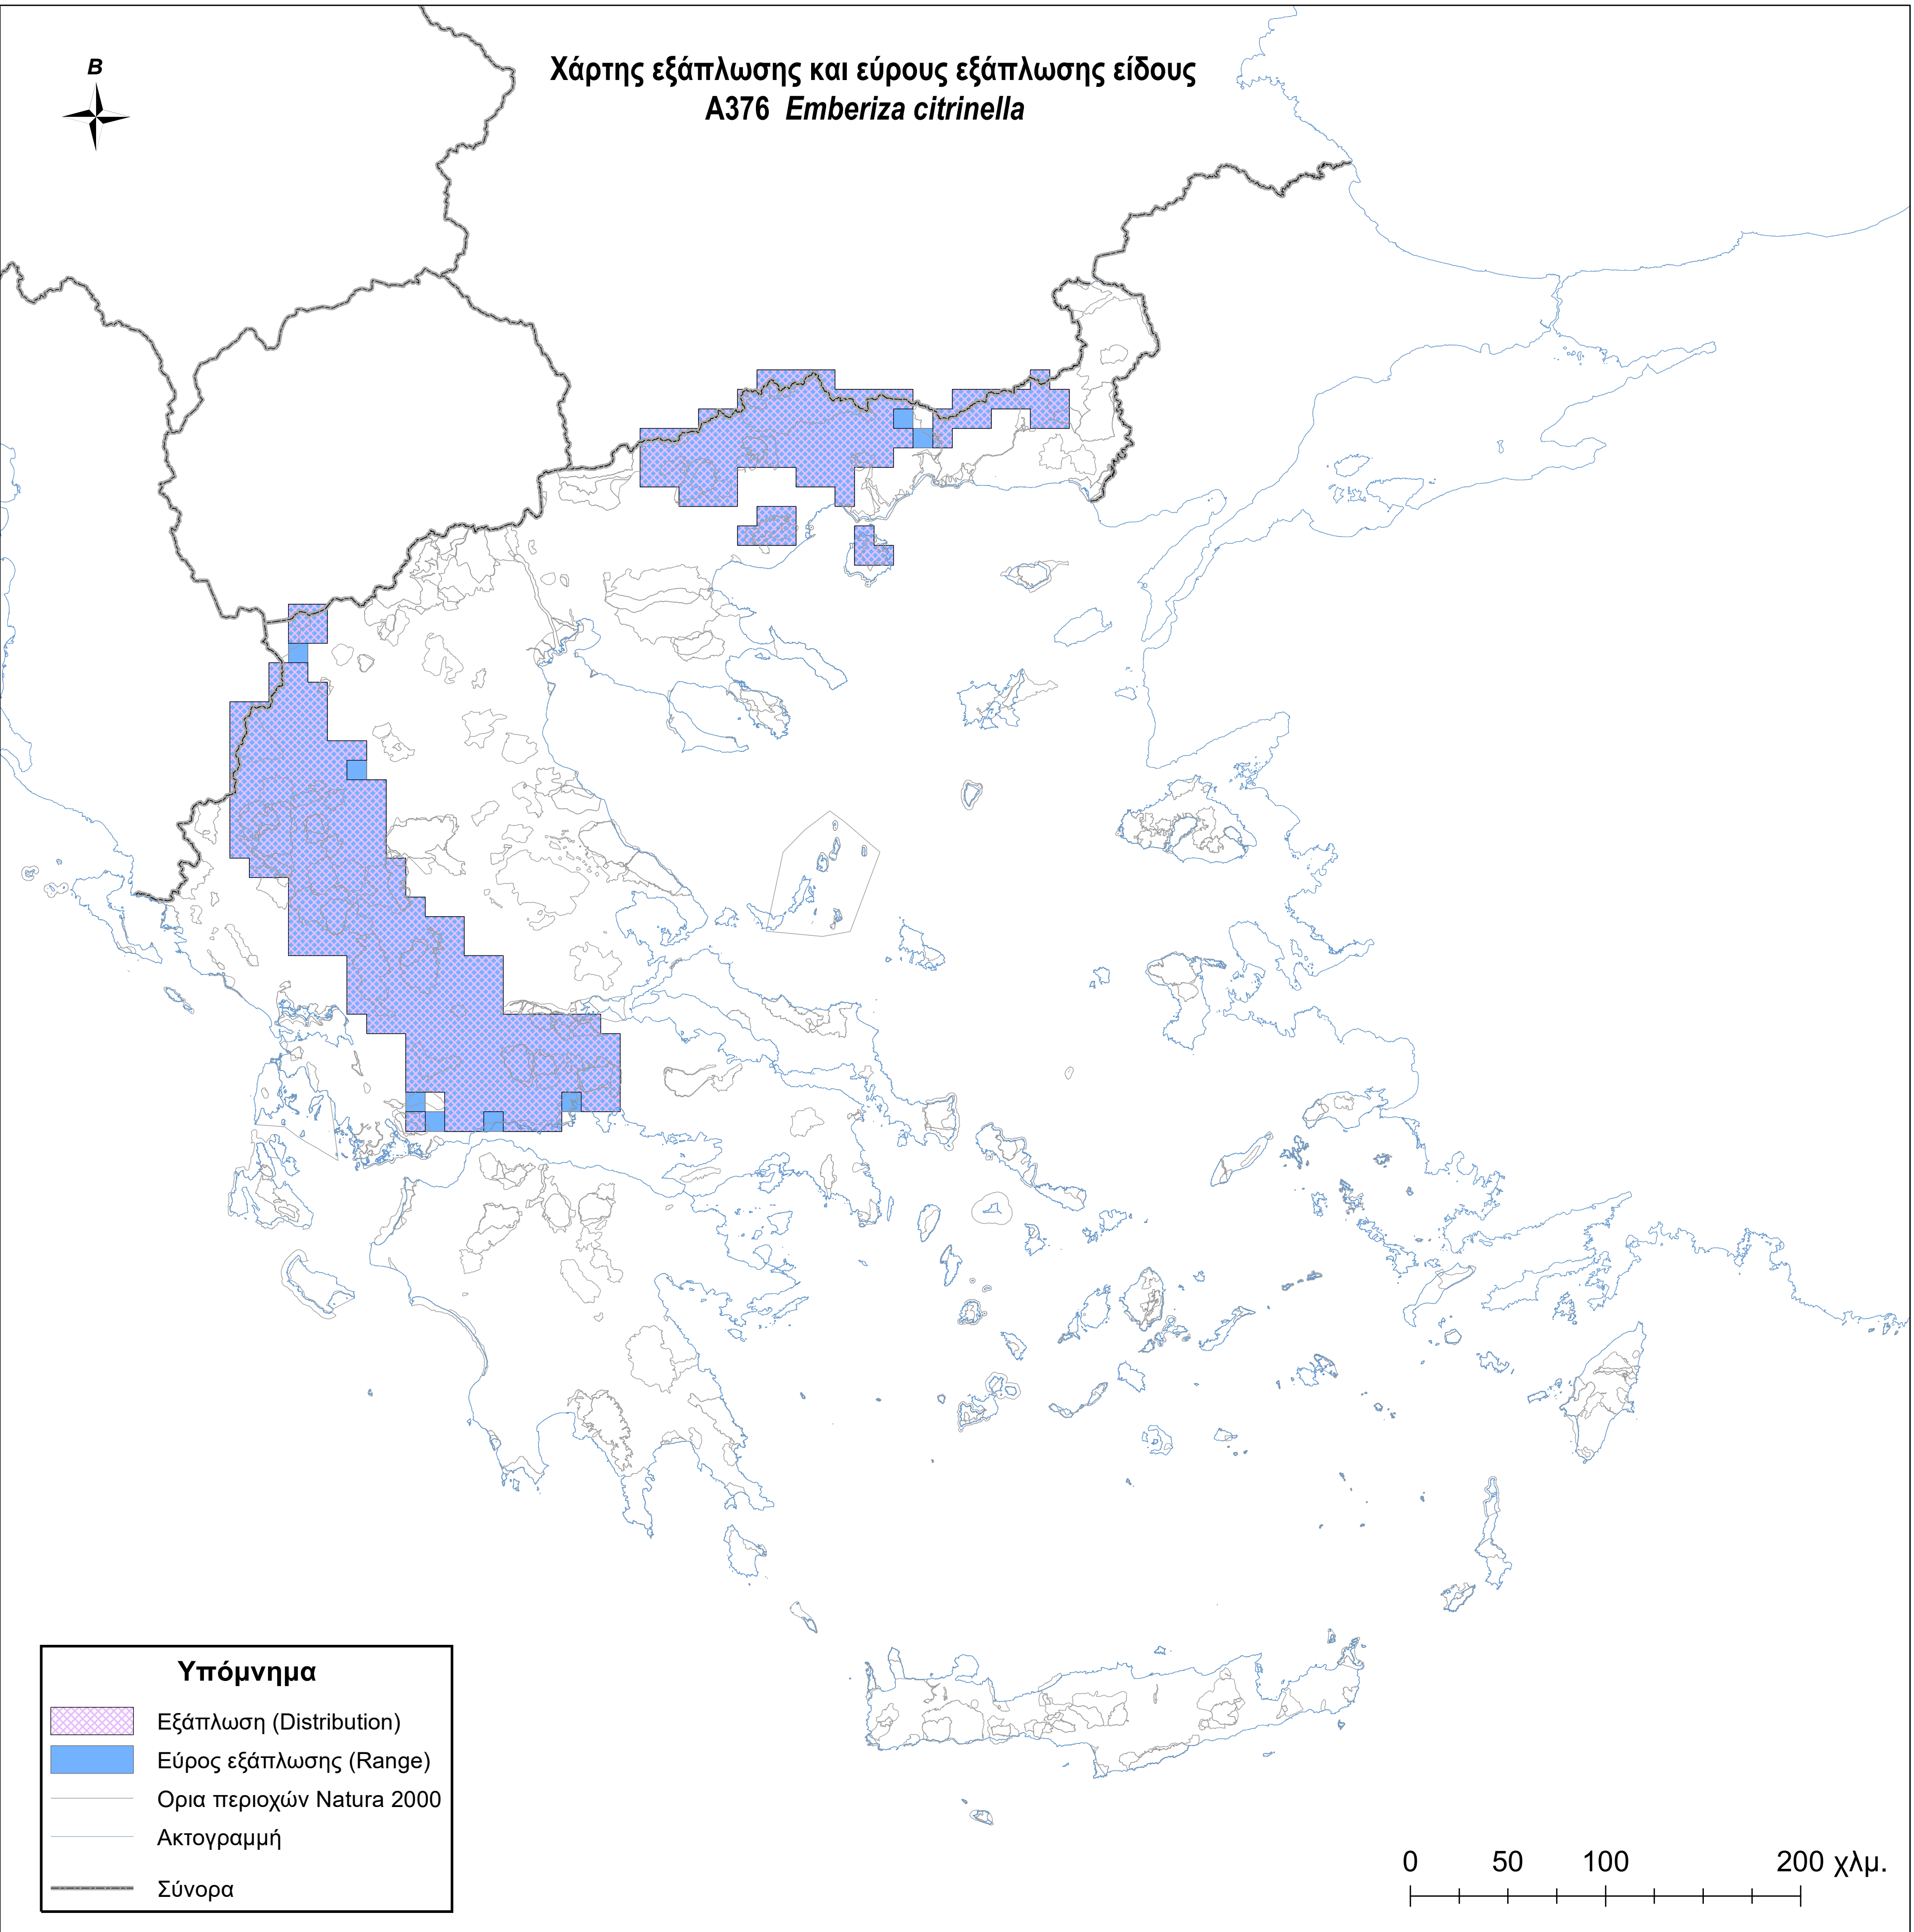 B
Χάρτης εξάπλωσης και εύρους εξάπλωσης είδους
A376 Emberiza citrinella
Υπόμνημα
Εξάπλωση (Distribution)
Εύρος εξάπλωσης (Range)
Ορια περιοχών Natura 2000
Ακτογραμμή
Σύνορα
0 50 100 200 χλμ.